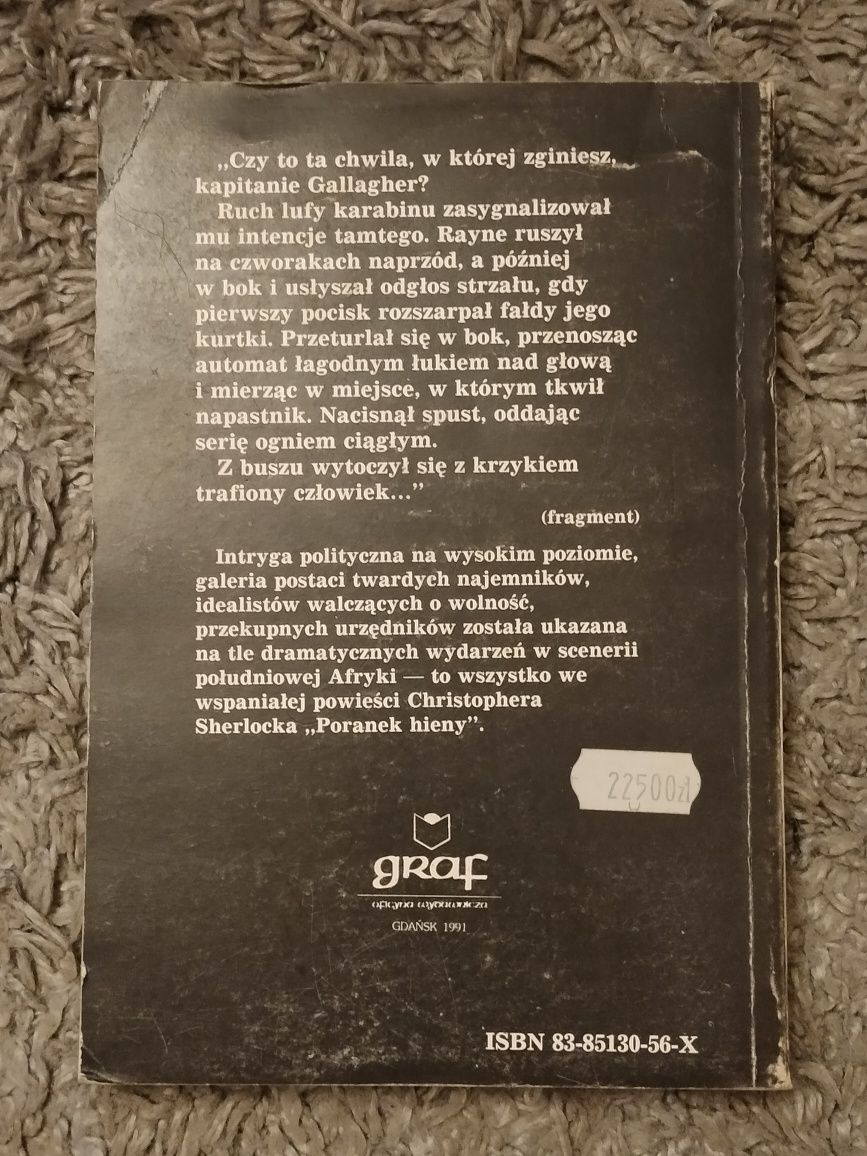 „Czy to ta chwila, w której zginiesz,
kapitanie Gallagher?
Ruch lufy karabinu zasygnalizował
mu intencje tamtego. Rayne ruszył
na czworakach naprzód, a później
w bok i usłyszał odgłos strzału, gdy
pierwszy pocisk rozszarpał fałdy jego
kurtki. Przeturlał się w bok, przenosząc
automat łagodnym łukiem nad głową
i mierząc w miejsce, w którym tkwił
napastnik. Nacisnął spust, oddając
serię ogniem ciągłym.
Z buszu wytoczył się z krzykiem
trafiony człowiek...”
(fragment)
Intryga polityczna na wysokim poziomie,
galeria postaci twardych najemników,
idealistów walczących o wolność,
przekupnych urzędników została ukazana
na tle dramatycznych wydarzeń w scenerii
południowej Afryki — to wszystko we
wspaniałej powieści Christophera
Sherlocka „Poranek hieny”.
22500zł
graf
oficyna wydawnicza
GDAŃSK 1991
ISBN 83-85130-56-X